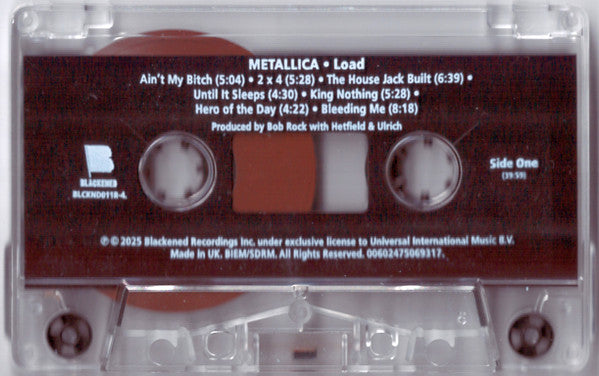 METALLICA • Load
Ain't My Bitch (5:04) • 2 x 4 (5:28) • The House Jack Built (6:39) •
Until It Sleeps (4:30) • King Nothing (5:28) •
Hero of the Day (4:22) • Bleeding Me (8:18)
Produced by Bob Rock with Hetfield & Ulrich
B
BLACKENED
BLCKND011R-4.
Side One
(39:59)
℗ © 2025 Blackened Recordings Inc. under exclusive license to Universal International Music B.V.
Made in UK. BIEM/SDRM. All Rights Reserved. 00602475069317.